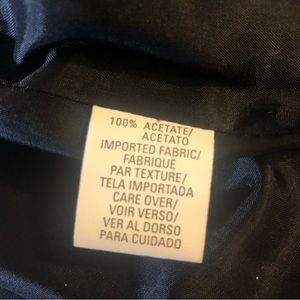 100% ACETATE/
ACETATO
IMPORTED FABRIC/
FABRIQUE
PAR TEXTURE/
TELA IMPORTADA
CARE OVER/
VOIR VERSO/
VER AL DORSO
PARA CUIDADO